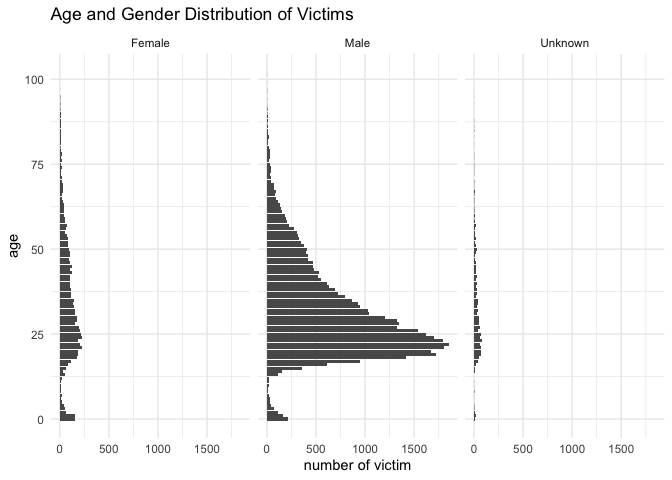 Age and Gender Distribution of Victims
Female Male Unknown
100
75
50
25
0
age
0 500 1000 1500 0 500 1000 1500 0 500 1000 1500
number of victim